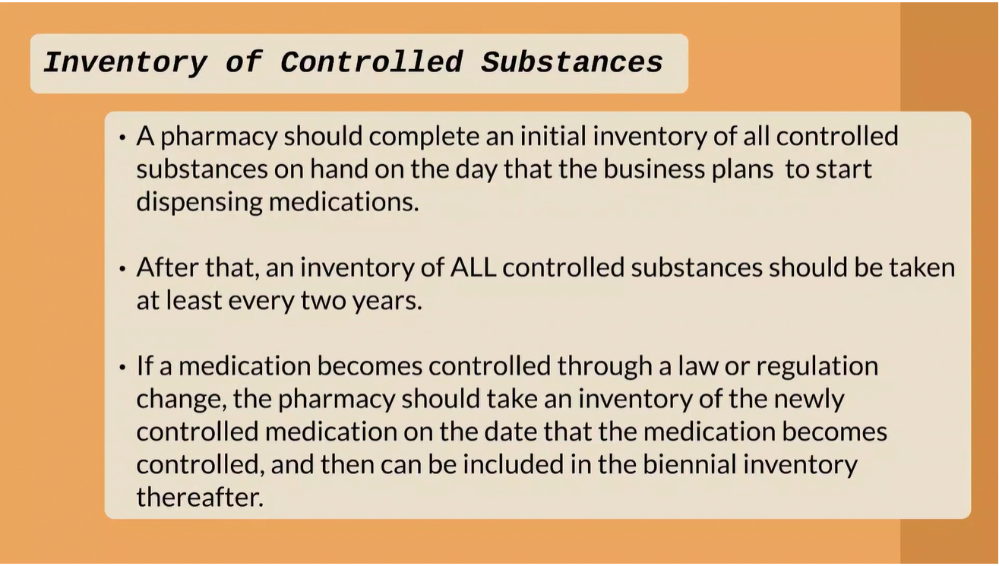 Inventory of Controlled Substances
• A pharmacy should complete an initial inventory of all controlled
substances on hand on the day that the business plans  to start
dispensing medications.
• After that, an inventory of ALL controlled substances should be taken
at least every two years.
• If a medication becomes controlled through a law or regulation
change, the pharmacy should take an inventory of the newly
controlled medication on the date that the medication becomes
controlled, and then can be included in the biennial inventory
thereafter.